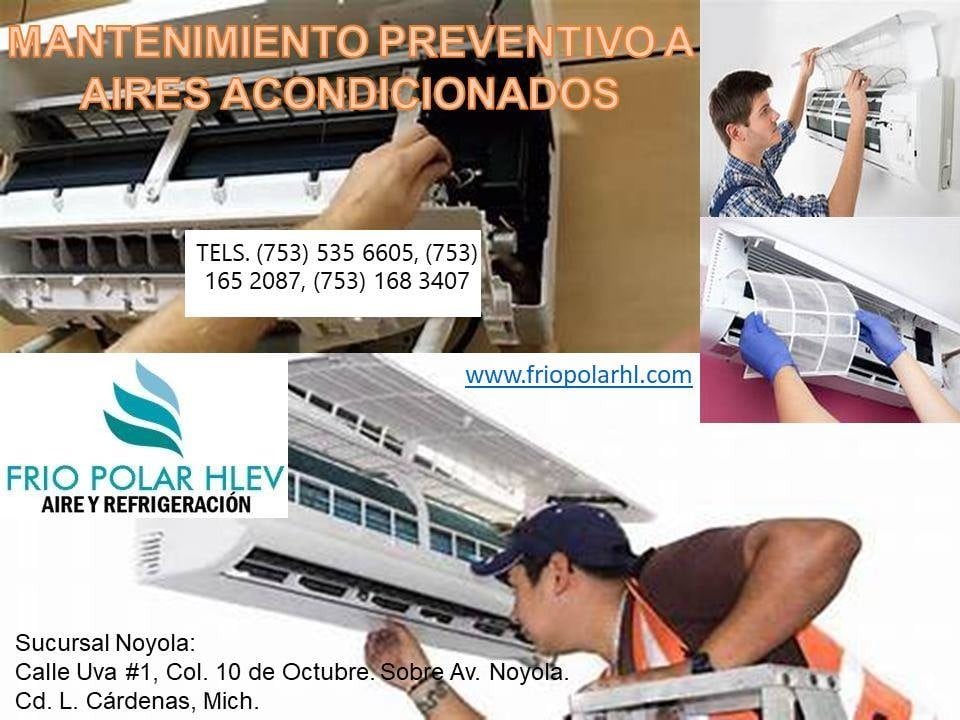 MANTENIMIENTO PREVENTIVO A
AIRES ACONDICIONADOS
TELS. (753) 535 6605, (753)
165 2087, (753) 168 3407
www.friopolarhl.com
FRIO POLAR HLEV
AIRE Y REFRIGERACIÓN
Sucursal Noyola:
Calle Uva #1, Col. 10 de Octubre. Sobre Av. Noyola.
Cd. L. Cárdenas, Mich.